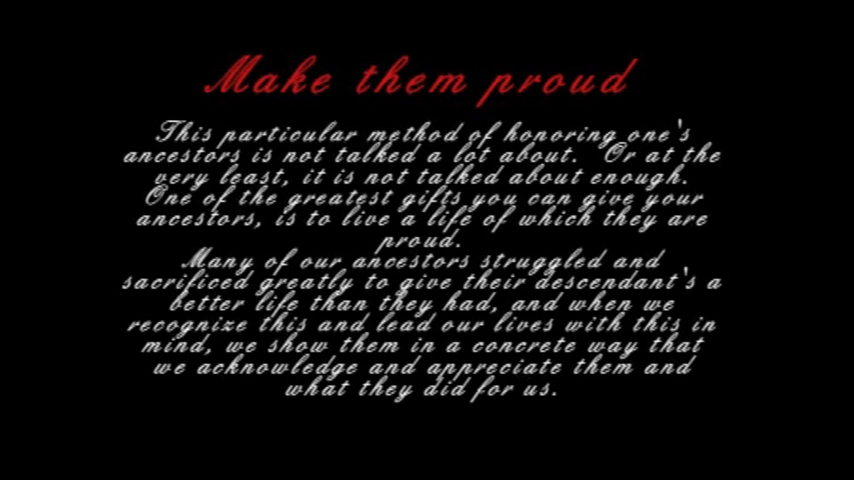 Make them proud
This particular method of honoring one's
ancestors is not talked a lot about. Or at the
very least, it is not talked about enough.
One of the greatest gifts you can give your
ancestors, is to live a life of which they are
proud.
Many of our ancestors struggled and
sacrificed greatly to give their descendant's a
better life than they had, and when we
recognize this and lead our lives with this in
mind, we show them in a concrete way that
we acknowledge and appreciate them and
what they did for us.